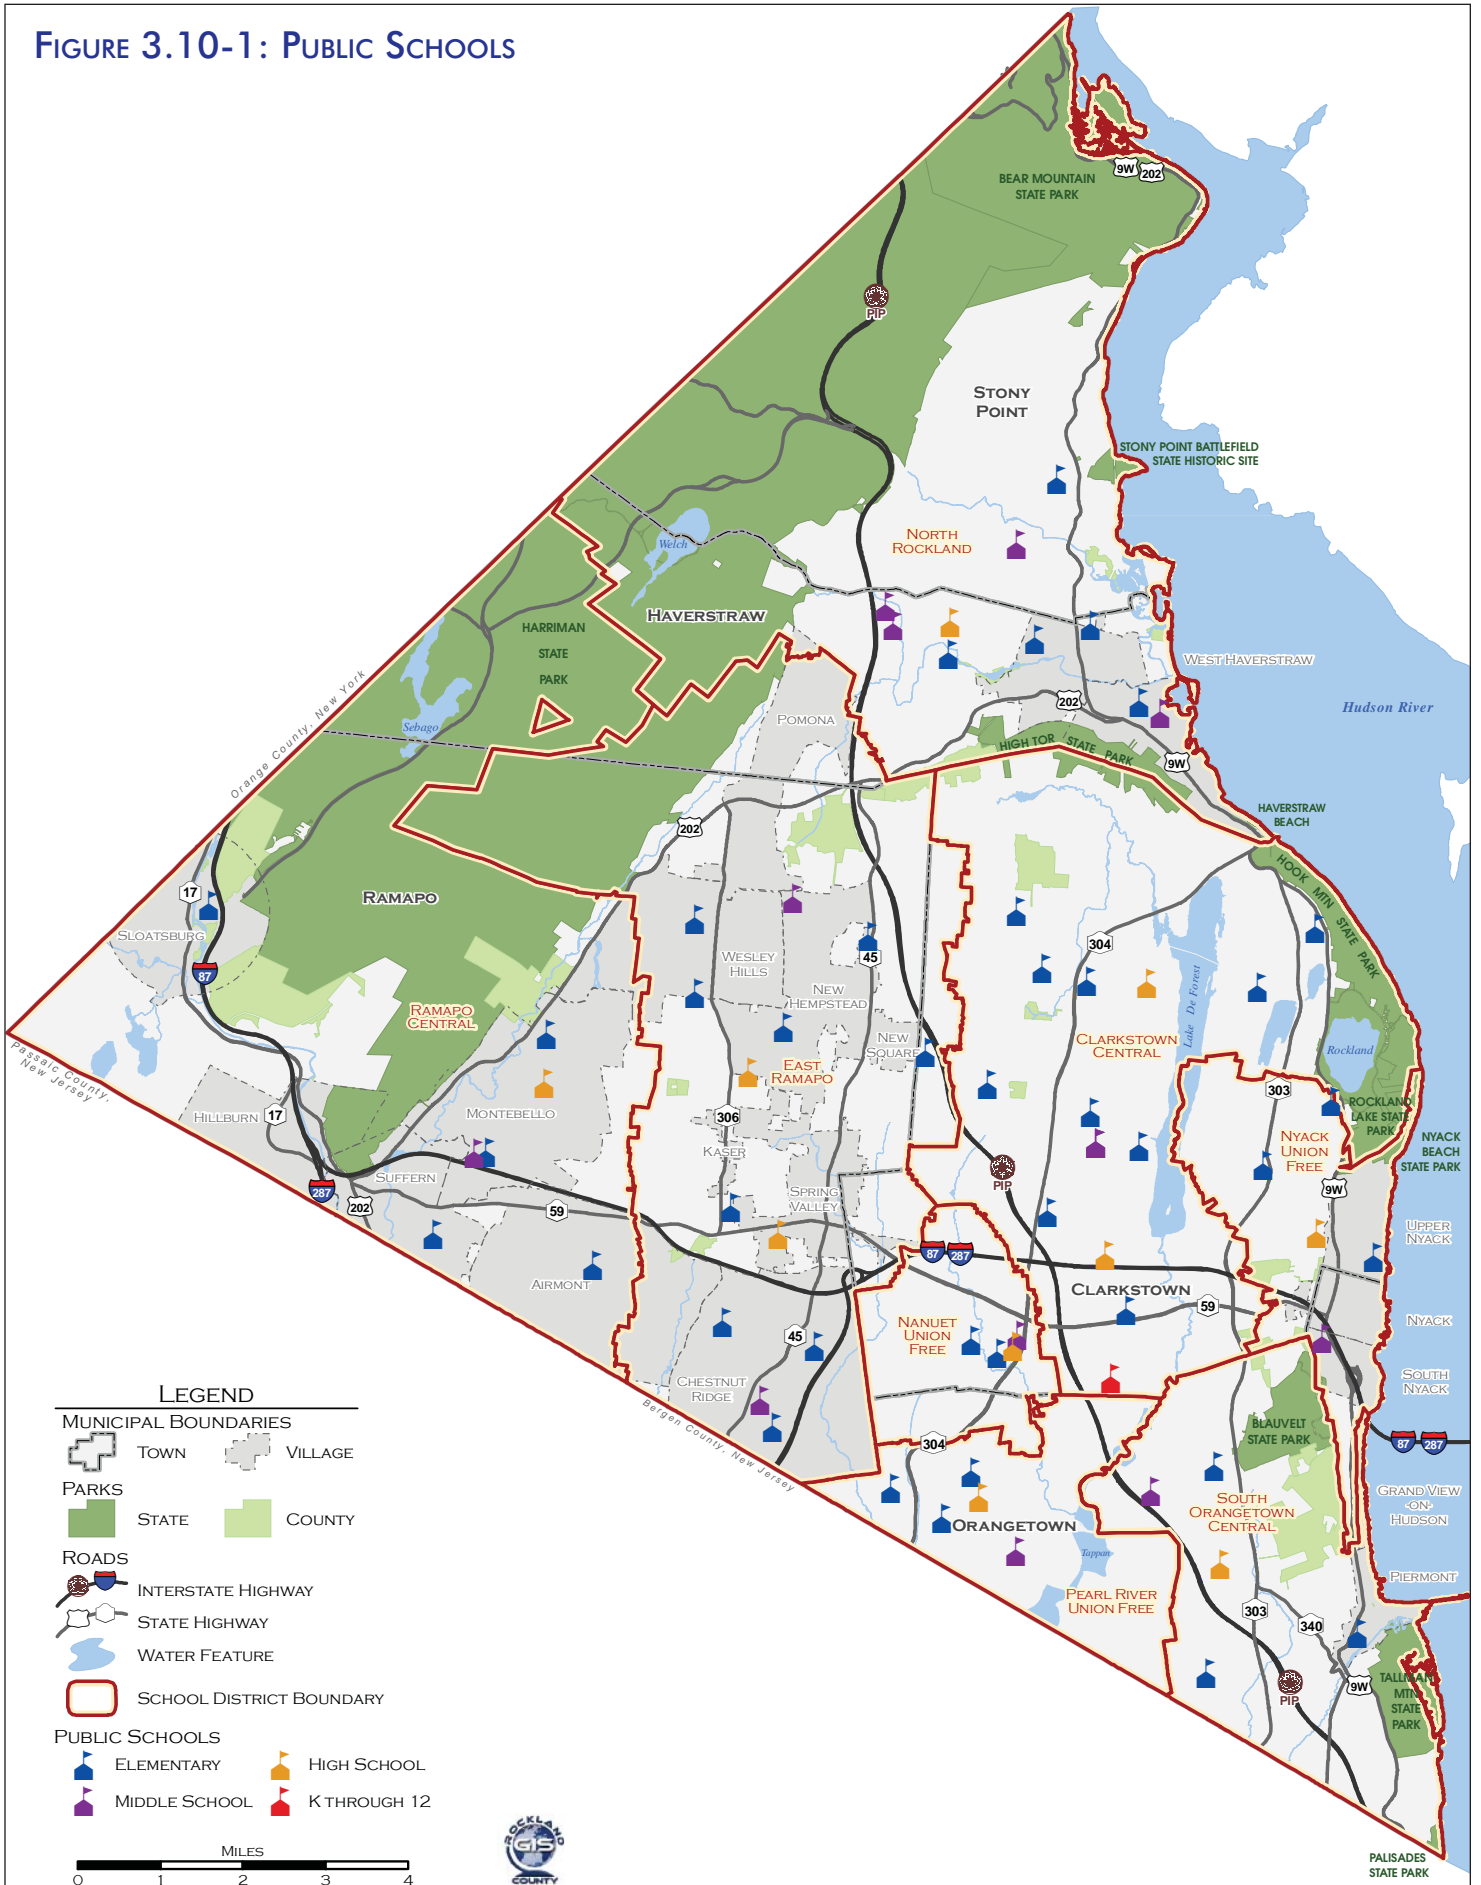 FIGURE 3.10-1: PUBLIC SCHOOLS
BEAR MOUNTAIN
STATE PARK
9W
202
PIP
STONY
POINT
STONY POINT BATTLEFIELD
STATE HISTORIC SITE
NORTH
ROCKLAND
Welch
HAVERSTRAW
HARRIMAN
STATE
PARK
WEST HAVERSTRAW
Orange County, New York
Sebago
POMONA
202
Hudson River
HIGH TOR STATE PARK
9W
HAVERSTRAW
BEACH
202
HOOK MTN STATE PARK
17
RAMAPO
SLOATSBURG
87
WESLEY
HILLS
45
304
NEW
HEMPSTEAD
Lake De Forest
RAMAPO
CENTRAL
NEW
SQUARE
CLARKSTOWN
CENTRAL
Rockland
Passaic County,
New Jersey
EAST
RAMAPO
303
ROCKLAND
LAKE STATE
PARK
HILLBURN
17
MONTEBELLO
306
NYACK
UNION
FREE
NYACK
BEACH
STATE PARK
KASER
PIP
SUFFERN
287
202
59
SPRING
VALLEY
9W
UPPER
NYACK
87
287
AIRMONT
CLARKSTOWN
59
NANUET
UNION
FREE
45
NYACK
CHESTNUT
RIDGE
SOUTH
NYACK
Bergen County, New Jersey
BLAUVELT
STATE PARK
304
87
287
SOUTH
ORANGETOWN
CENTRAL
GRAND VIEW
-ON-
HUDSON
ORANGETOWN
Tappan
PIERMONT
PEARL RIVER
UNION FREE
303
340
PIP
9W
TALLMAN
MTN
STATE
PARK
PALISADES
STATE PARK
LEGEND
MUNICIPAL BOUNDARIES
TOWN
VILLAGE
PARKS
STATE
COUNTY
ROADS
INTERSTATE HIGHWAY
STATE HIGHWAY
WATER FEATURE
SCHOOL DISTRICT BOUNDARY
PUBLIC SCHOOLS
ELEMENTARY
HIGH SCHOOL
MIDDLE SCHOOL
K THROUGH 12
MILES
0 1 2 3 4
ROCKLAND
GIS
COUNTY